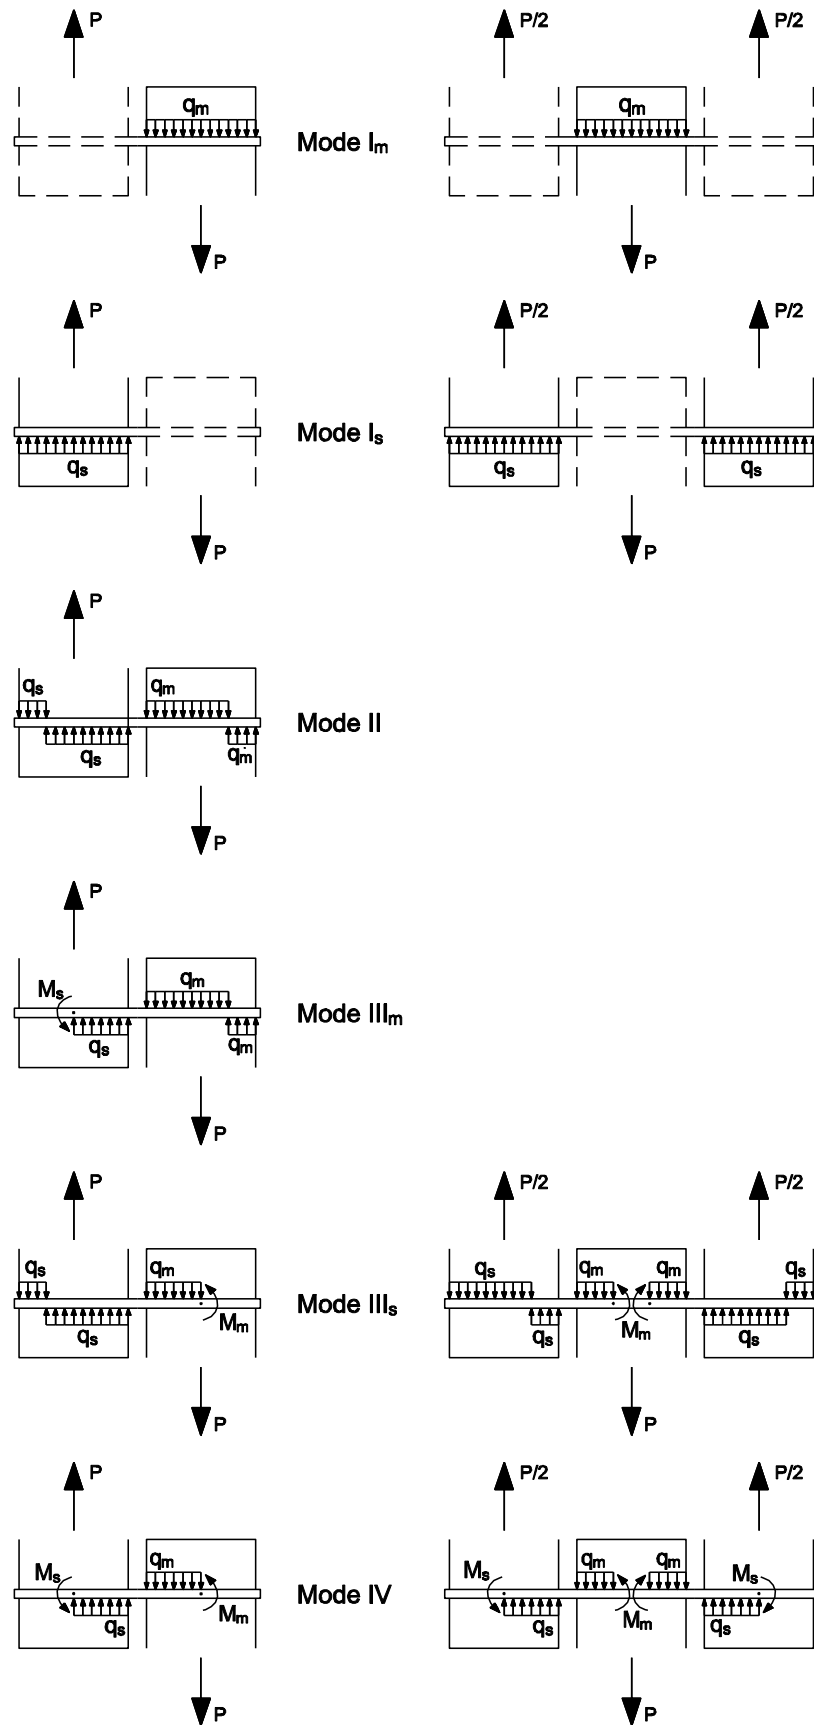 P P/2 P/2
qm qm
Mode Im
P P
P P/2 P/2
Mode Is
qs qs qs
P P
P
qs qm
Mode II
qs qm
P
P
Ms qm
Mode IIIm
qs qm
P
P P/2 P/2
qs qm qs qm qm qs
Mode IIIs
qs Mm qs Mm qs
P P
P P/2 P/2
Ms qm Ms qm qm Ms
Mode IV
qs Mm qs Mm qs
P P